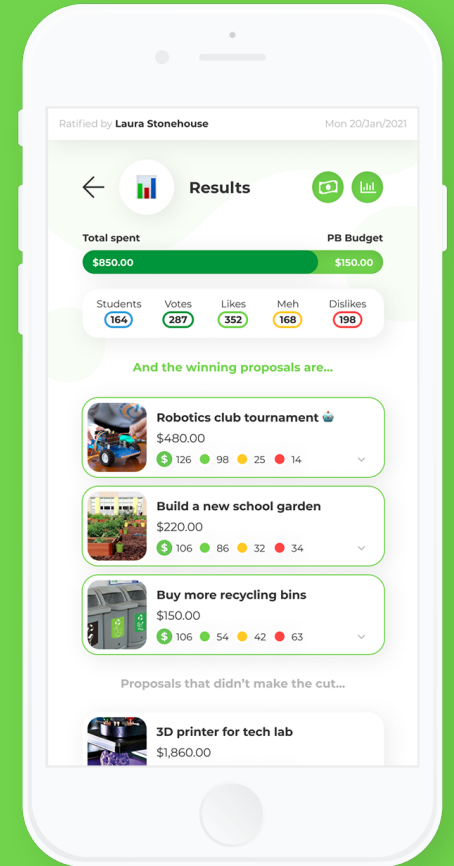 Ratified by Laura Stonehouse Mon 20/Jan/2021
Results
Total spent PB Budget
$850.00 $150.00
Students Votes Likes Meh Dislikes
164 287 352 168 198
And the winning proposals are...
Robotics club tournament
$480.00
$ 126 98 25 14
Build a new school garden
$220.00
$ 106 86 32 34
Buy more recycling bins
$150.00
$ 106 54 42 63
Proposals that didn't make the cut...
3D printer for tech lab
$1,860.00